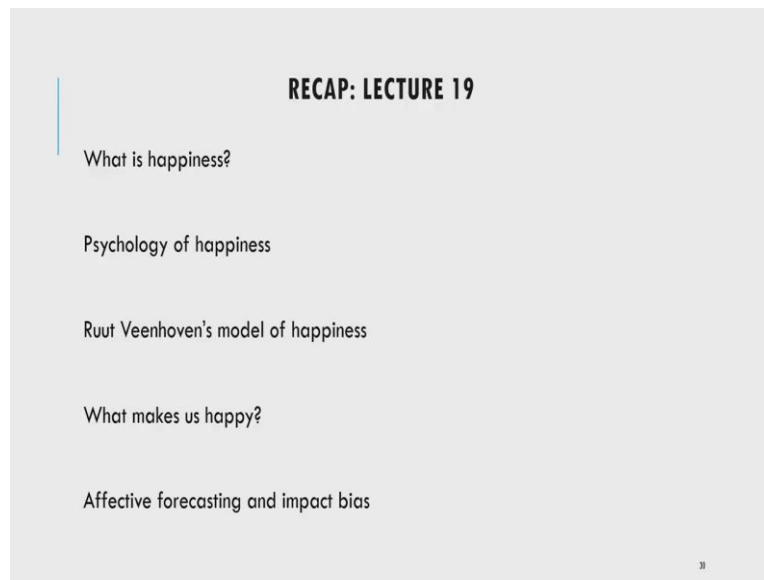 RECAP: LECTURE 19
What is happiness?
Psychology of happiness
Ruut Veenhoven's model of happiness
What makes us happy?
Affective forecasting and impact bias